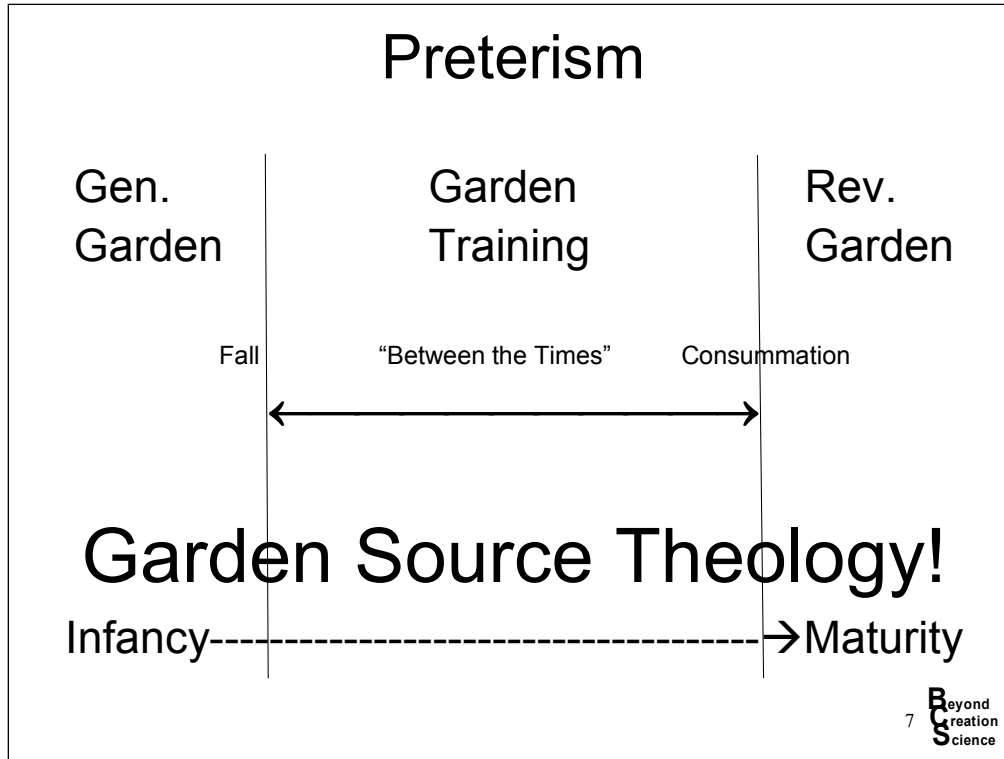 Preterism
Gen. Garden Rev.
Garden Training Garden
Fall “Between the Times” Consummation
Garden Source Theology!
Infancy----------------------------------→Maturity
7
Beyond
Creation
Science